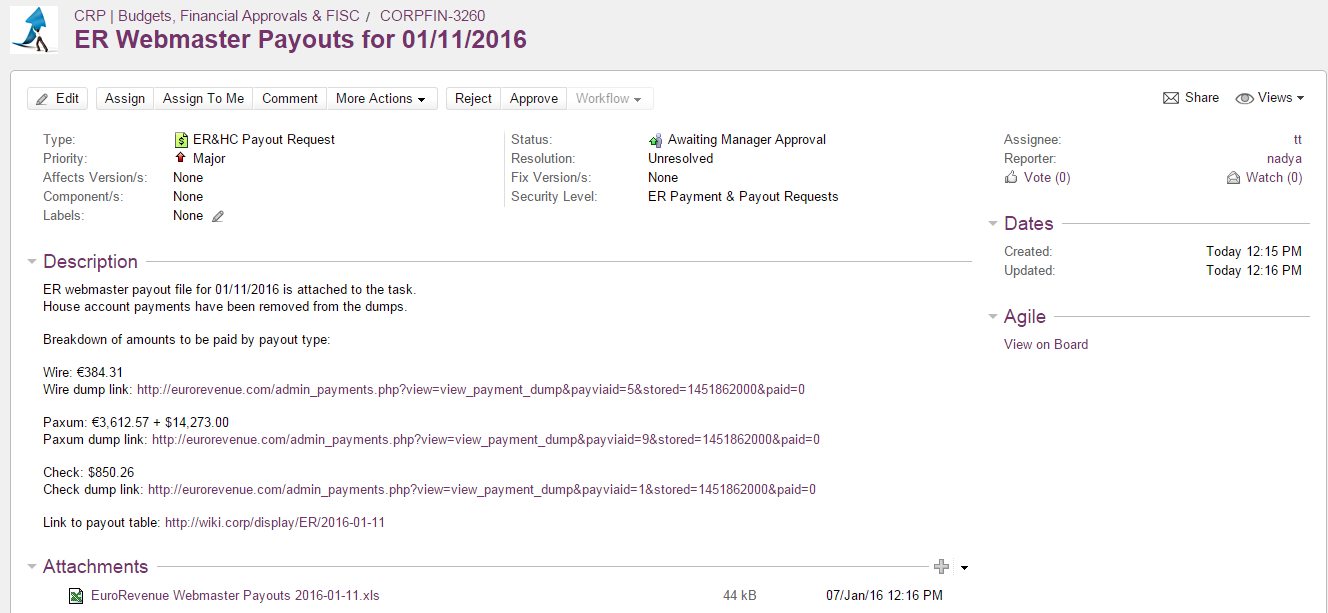 CRP | Budgets, Financial Approvals & FISC / CORPFIN-3260
ER Webmaster Payouts for 01/11/2016
Edit Assign Assign To Me Comment More Actions Reject Approve Workflow Share Views
Type: ER&HC Payout Request
Priority: Major
Affects Version/s: None
Component/s: None
Labels: None
Status: Awaiting Manager Approval
Resolution: Unresolved
Fix Version/s: None
Security Level: ER Payment & Payout Requests
Assignee: tt
Reporter: nadya
Vote (0) Watch (0)
Dates
Created: Today 12:15 PM
Updated: Today 12:16 PM
Agile
View on Board
Description
ER webmaster payout file for 01/11/2016 is attached to the task.
House account payments have been removed from the dumps.
Breakdown of amounts to be paid by payout type:
Wire: €384.31
Wire dump link: http://eurorevenue.com/admin_payments.php?view=view_payment_dump&payviaid=5&stored=1451862000&paid=0
Paxum: €3,612.57 + $14,273.00
Paxum dump link: http://eurorevenue.com/admin_payments.php?view=view_payment_dump&payviaid=9&stored=1451862000&paid=0
Check: $850.26
Check dump link: http://eurorevenue.com/admin_payments.php?view=view_payment_dump&payviaid=1&stored=1451862000&paid=0
Link to payout table: http://wiki.corp/display/ER/2016-01-11
Attachments
EuroRevenue Webmaster Payouts 2016-01-11.xls 44 kB 07/Jan/16 12:16 PM